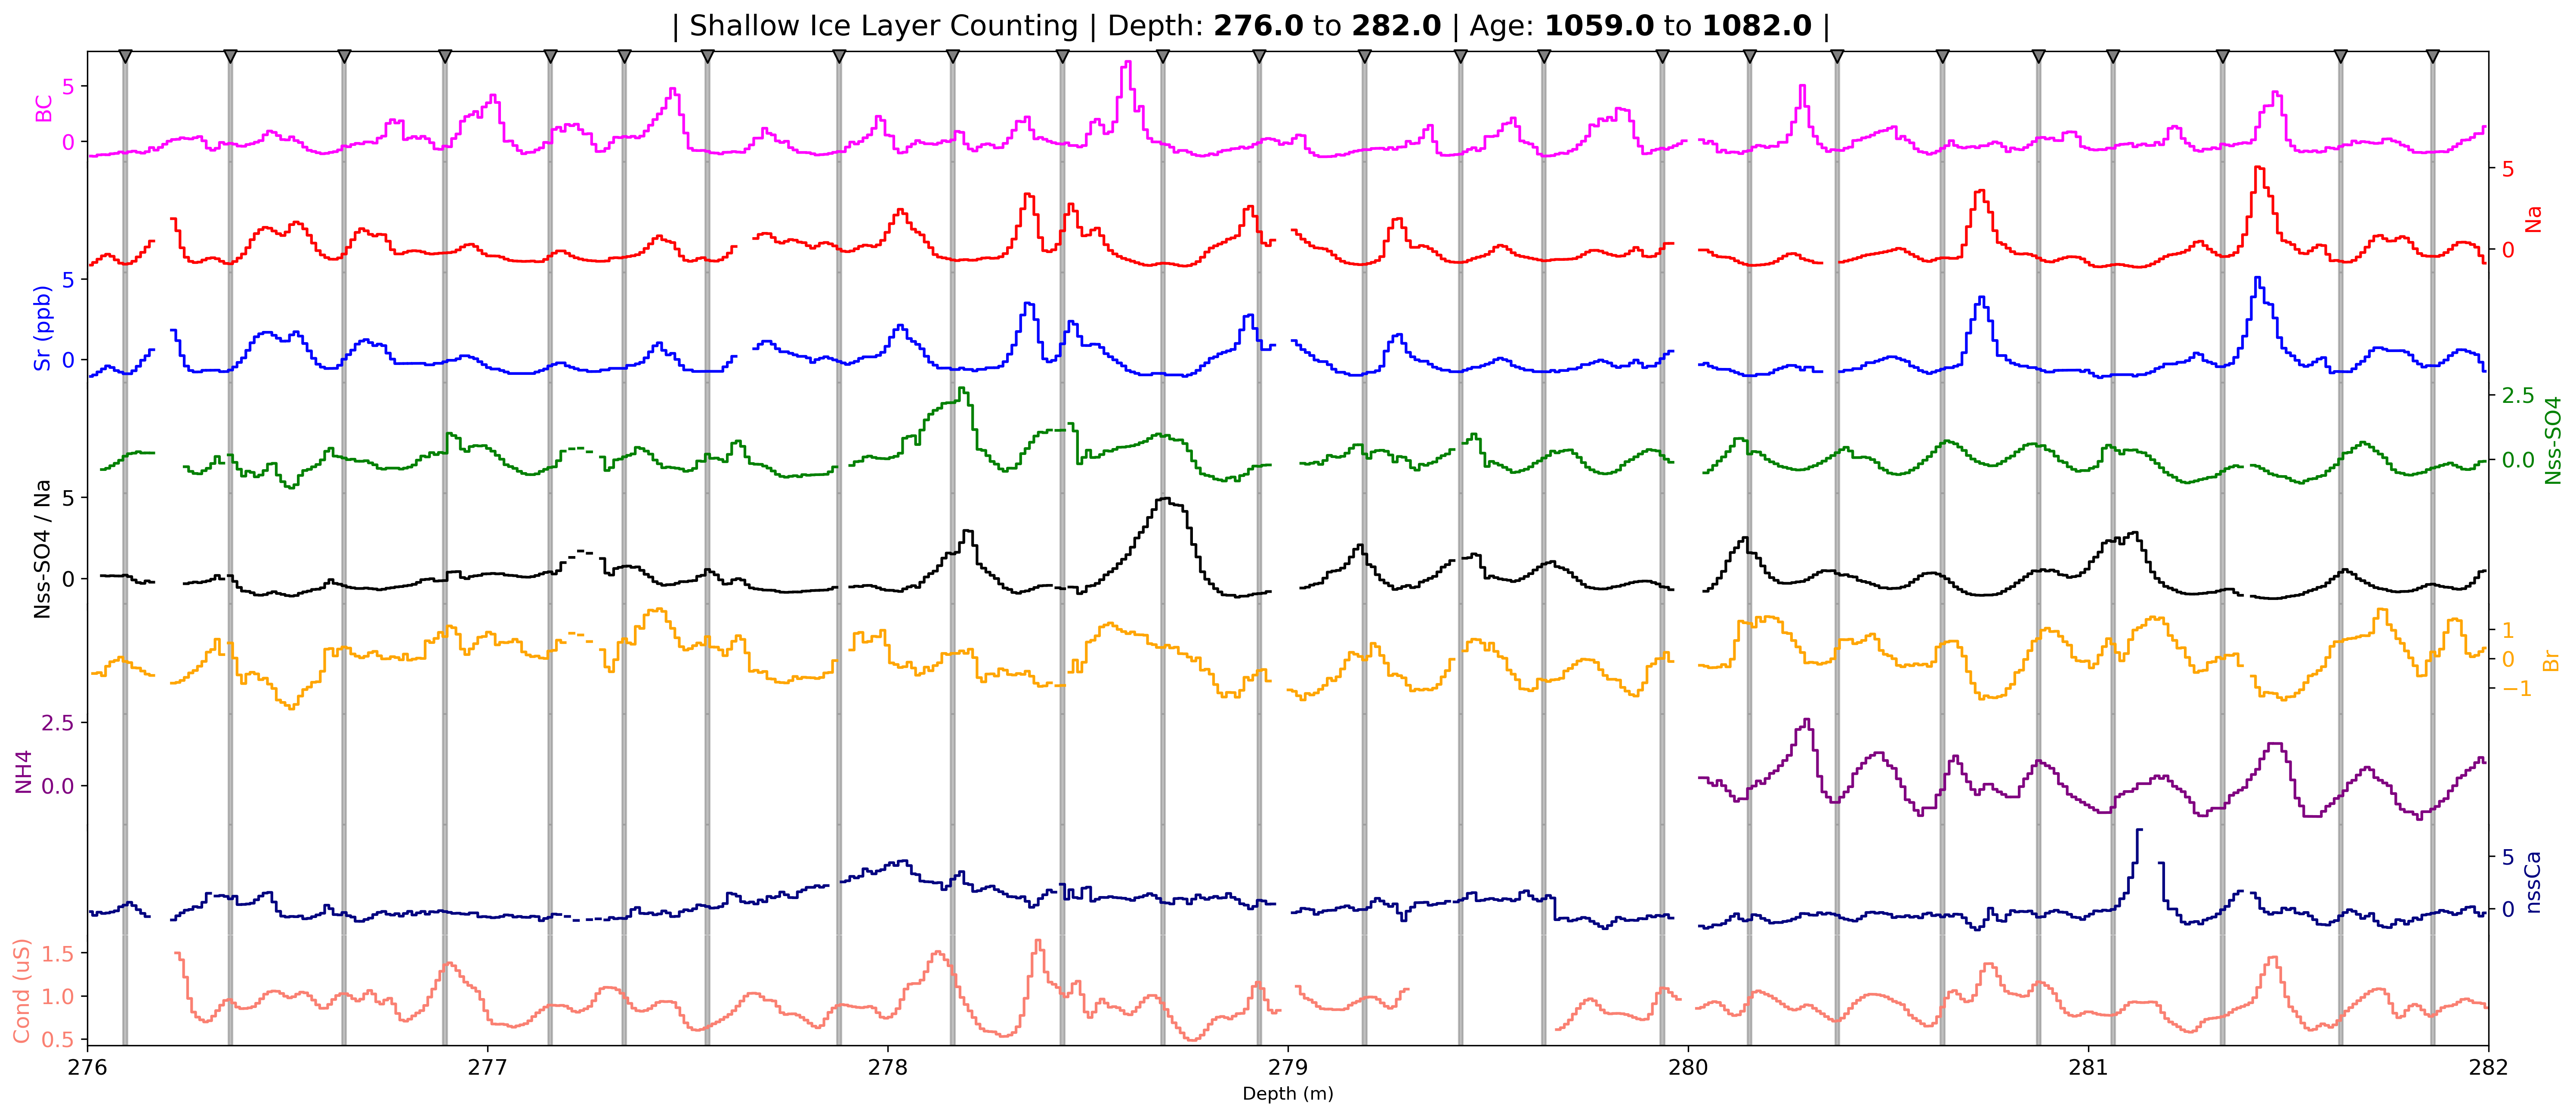 | Shallow Ice Layer Counting | Depth: 276.0 to 282.0 | Age: 1059.0 to 1082.0 |
BC
5
0
5
0
Na
Sr (ppb)
5
0
2.5
0.0
Nss-SO4
Nss-SO4 / Na
5
0
1
0
−1
Br
NH4
2.5
0.0
5
0
nssCa
Cond (uS)
1.5
1.0
0.5
276 277 278 279 280 281 282
Depth (m)